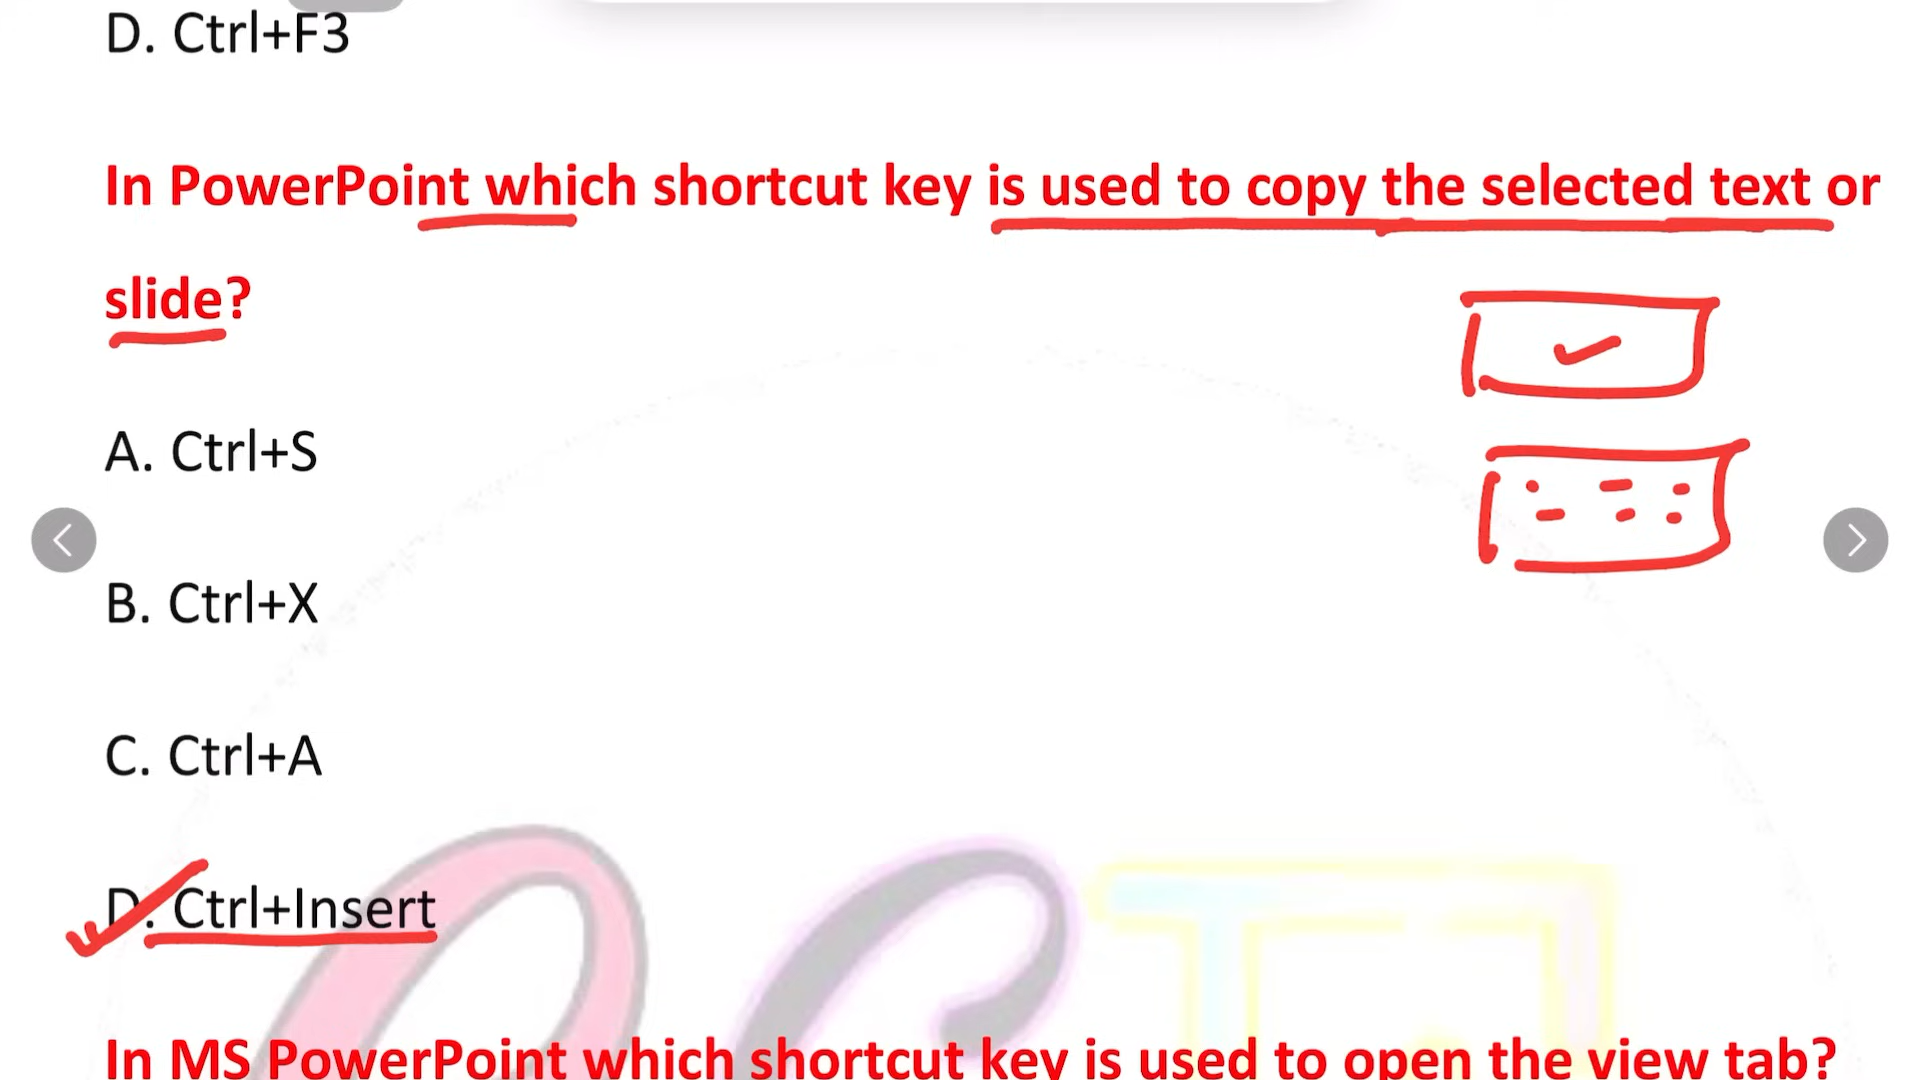 D. Ctrl+F3
In PowerPoint which shortcut key is used to copy the selected text or
slide?
A. Ctrl+S
B. Ctrl+X
C. Ctrl+A
D. Ctrl+Insert
In MS PowerPoint which shortcut key is used to open the view tab?